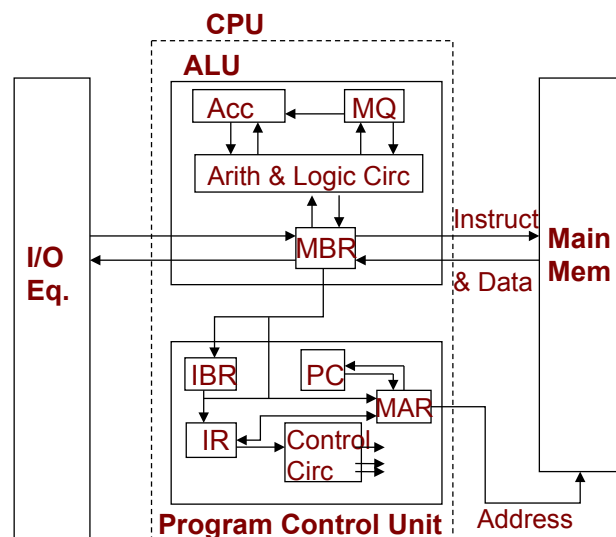 CPU
ALU
Acc
MQ
Arith & Logic Circ
MBR
I/O
Eq.
Instruct
& Data
Main
Mem
IBR
PC
MAR
IR
Control
Circ
Program Control Unit
Address